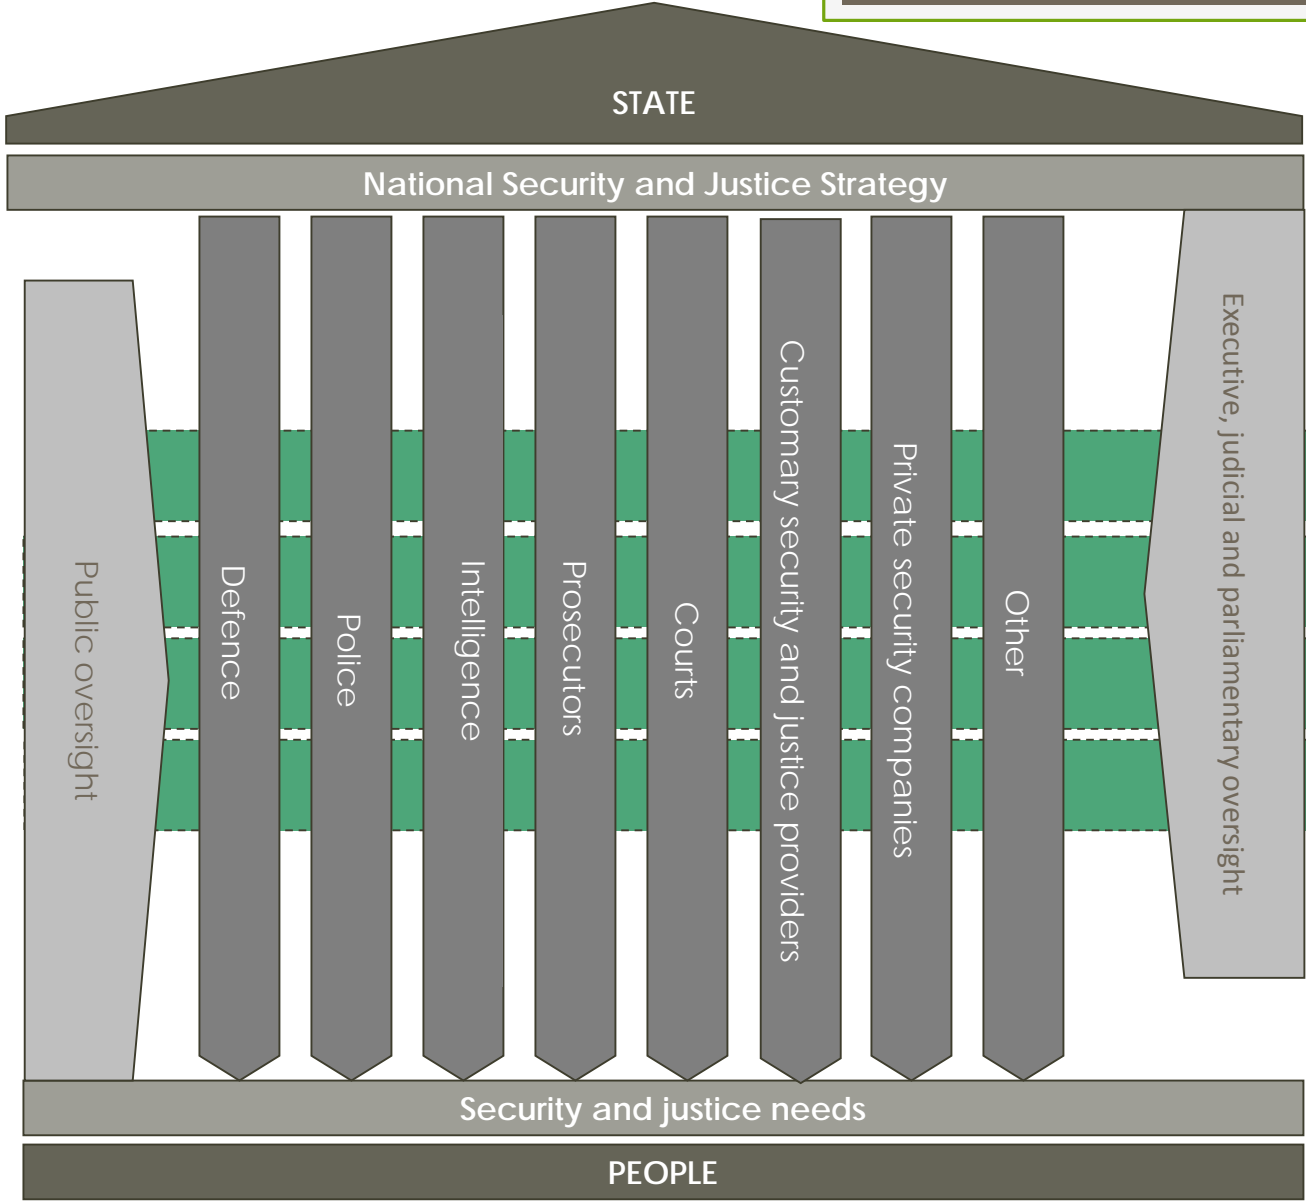 STATE
National Security and Justice Strategy
Public oversight
Defence
Police
Intelligence
Prosecutors
Courts
Customary security and justice providers
Private security companies
Other
Executive, judicial and parliamentary oversight
Security and justice needs
PEOPLE